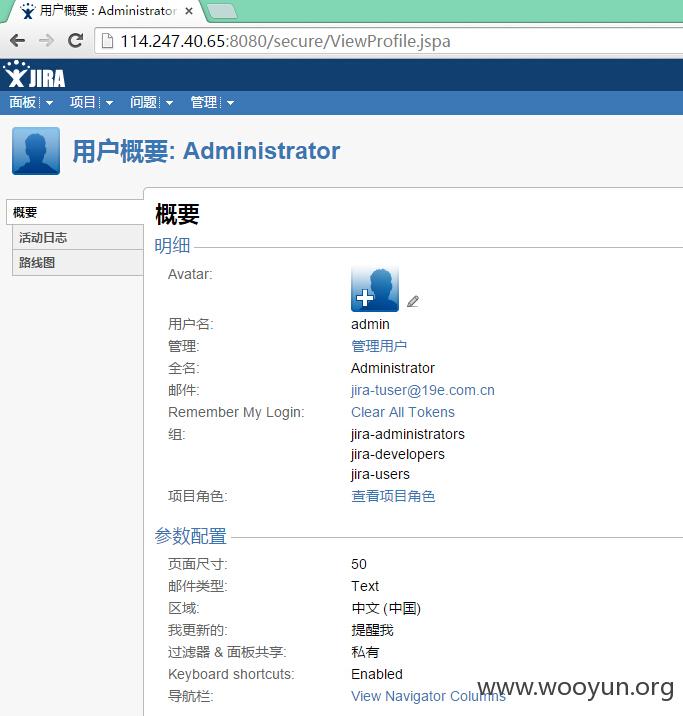 用户概要 : Administrator
114.247.40.65:8080/secure/ViewProfile.jspa
JIRA
面板 项目 问题 管理
用户概要: Administrator
概要
活动日志
路线图
概要
明细
Avatar:
用户名: admin
管理: 管理用户
全名: Administrator
邮件: jira-tuser@19e.com.cn
Remember My Login: Clear All Tokens
组: jira-administrators
jira-developers
jira-users
项目角色: 查看项目角色
参数配置
页面尺寸: 50
邮件类型: Text
区域: 中文 (中国)
我更新的: 提醒我
过滤器 & 面板共享: 私有
Keyboard shortcuts: Enabled
导航栏: View Navigator Columns
www.wooyun.org